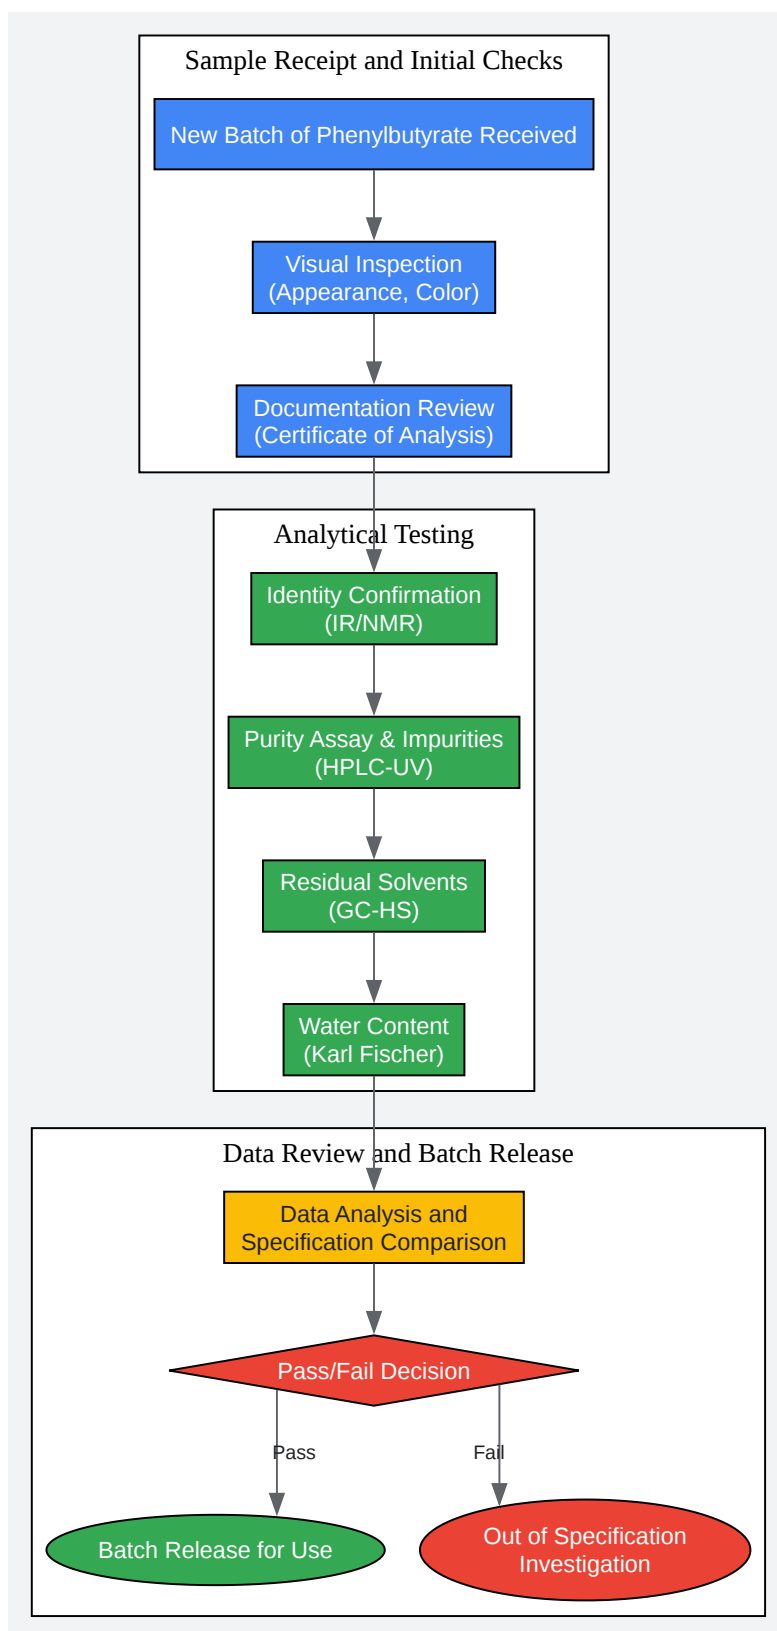 Sample Receipt and Initial Checks
New Batch of Phenylbutyrate Received
Visual Inspection
(Appearance, Color)
Documentation Review
(Certificate of Analysis)
Analytical Testing
Identity Confirmation
(IR/NMR)
Purity Assay & Impurities
(HPLC-UV)
Residual Solvents
(GC-HS)
Water Content
(Karl Fischer)
Data Review and Batch Release
Data Analysis and
Specification Comparison
Pass/Fail Decision
Pass
Fail
Batch Release for Use
Out of Specification
Investigation